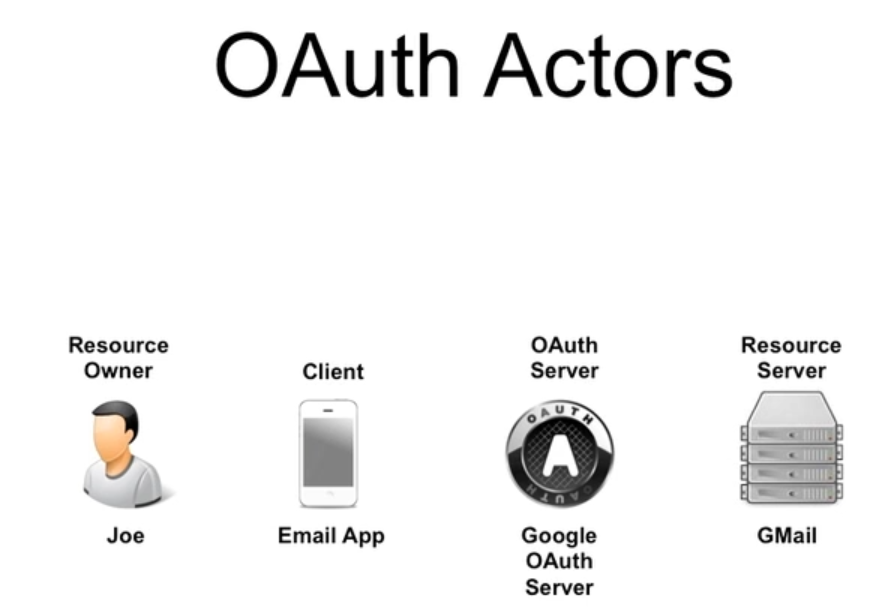 OAuth Actors
Resource
Owner
Client
OAuth
Server
Resource
Server
OAUTH
A
OAUTH
Joe
Email App
Google
OAuth
Server
GMail